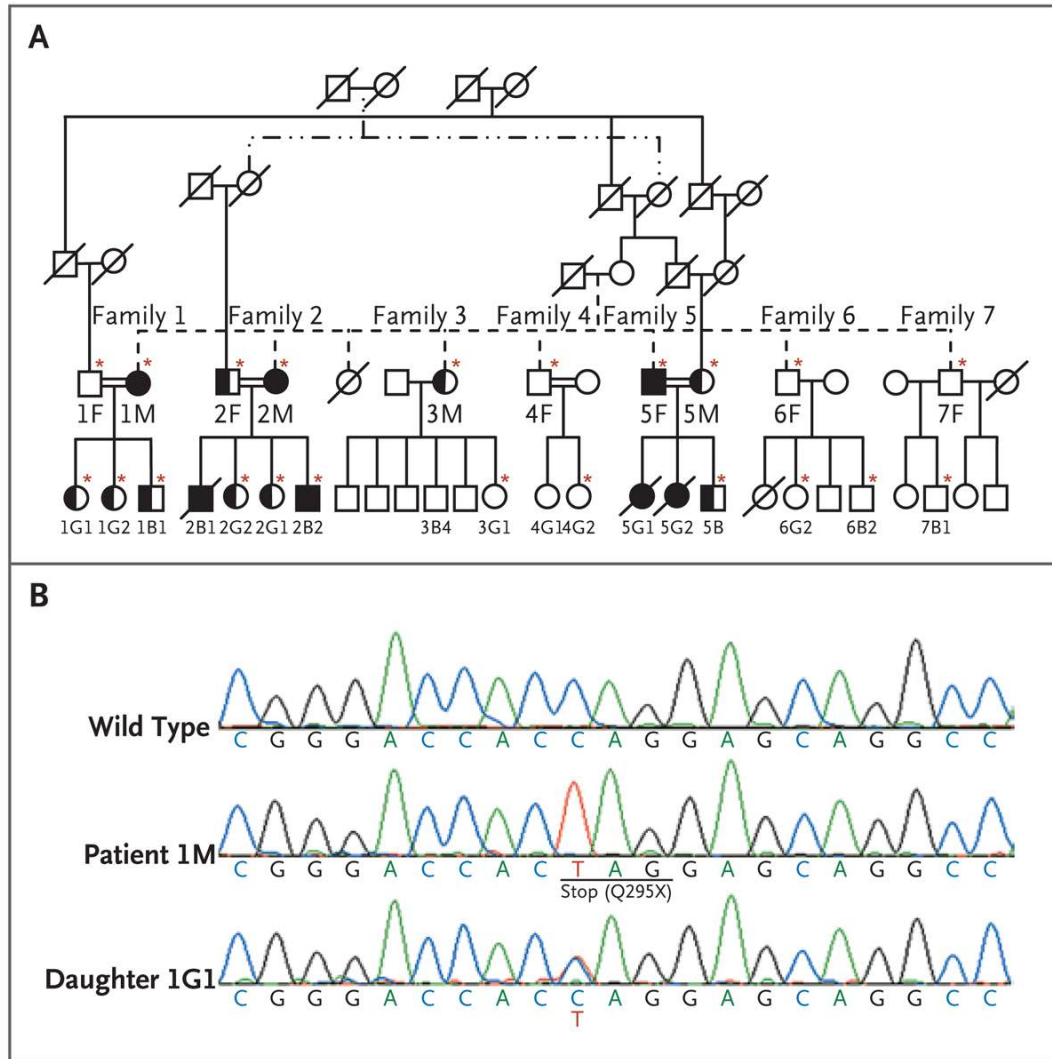 A
Family 1 Family 2 Family 3 Family 4 Family 5 Family 6 Family 7
* * * * * * * * * *
1F 1M 2F 2M 3M 4F 5F 5M 6F 7F
* * * * * * * * * * * *
1G1 1G2 1B1 2B1 2G2 2G1 2B2 3B4 3G1 4G1 4G2 5G1 5G2 5B 6G2 6B2 7B1
B
Wild Type
C G G G A C C A C C A G G A G C A G G C C
Patient 1M
C G G G A C C A C T A G G A G C A G G C C
Stop (Q295X)
Daughter 1G1
C G G G A C C A C C A G G A G C A G G C C
T